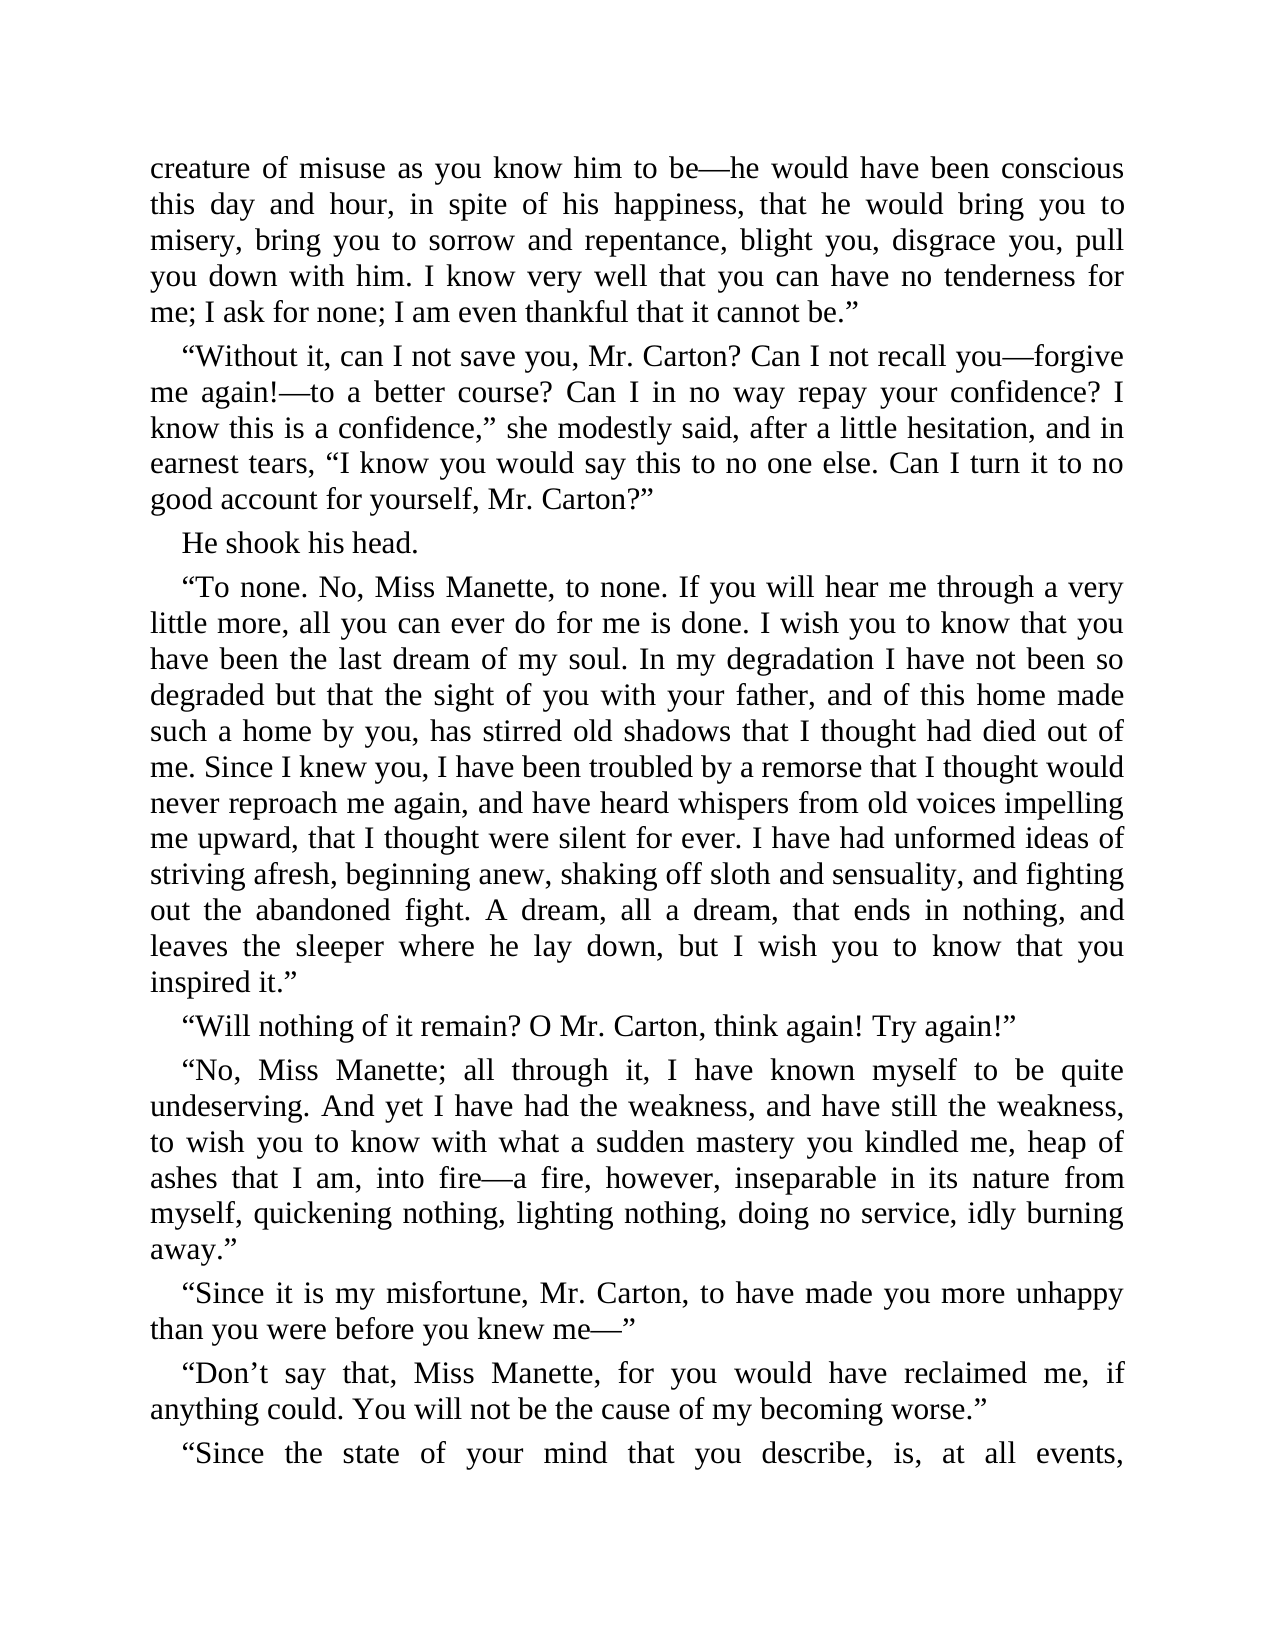 creature of misuse as you know him to be—he would have been conscious
this day and hour, in spite of his happiness, that he would bring you to
misery, bring you to sorrow and repentance, blight you, disgrace you, pull
you down with him. I know very well that you can have no tenderness for
me; I ask for none; I am even thankful that it cannot be.”
“Without it, can I not save you, Mr. Carton? Can I not recall you—forgive
me again!—to a better course? Can I in no way repay your confidence? I
know this is a confidence,” she modestly said, after a little hesitation, and in
earnest tears, “I know you would say this to no one else. Can I turn it to no
good account for yourself, Mr. Carton?”
He shook his head.
“To none. No, Miss Manette, to none. If you will hear me through a very
little more, all you can ever do for me is done. I wish you to know that you
have been the last dream of my soul. In my degradation I have not been so
degraded but that the sight of you with your father, and of this home made
such a home by you, has stirred old shadows that I thought had died out of
me. Since I knew you, I have been troubled by a remorse that I thought would
never reproach me again, and have heard whispers from old voices impelling
me upward, that I thought were silent for ever. I have had unformed ideas of
striving afresh, beginning anew, shaking off sloth and sensuality, and fighting
out the abandoned fight. A dream, all a dream, that ends in nothing, and
leaves the sleeper where he lay down, but I wish you to know that you
inspired it.”
“Will nothing of it remain? O Mr. Carton, think again! Try again!”
“No, Miss Manette; all through it, I have known myself to be quite
undeserving. And yet I have had the weakness, and have still the weakness,
to wish you to know with what a sudden mastery you kindled me, heap of
ashes that I am, into fire—a fire, however, inseparable in its nature from
myself, quickening nothing, lighting nothing, doing no service, idly burning
away.”
“Since it is my misfortune, Mr. Carton, to have made you more unhappy
than you were before you knew me—”
“Don’t say that, Miss Manette, for you would have reclaimed me, if
anything could. You will not be the cause of my becoming worse.”
“Since the state of your mind that you describe, is, at all events,